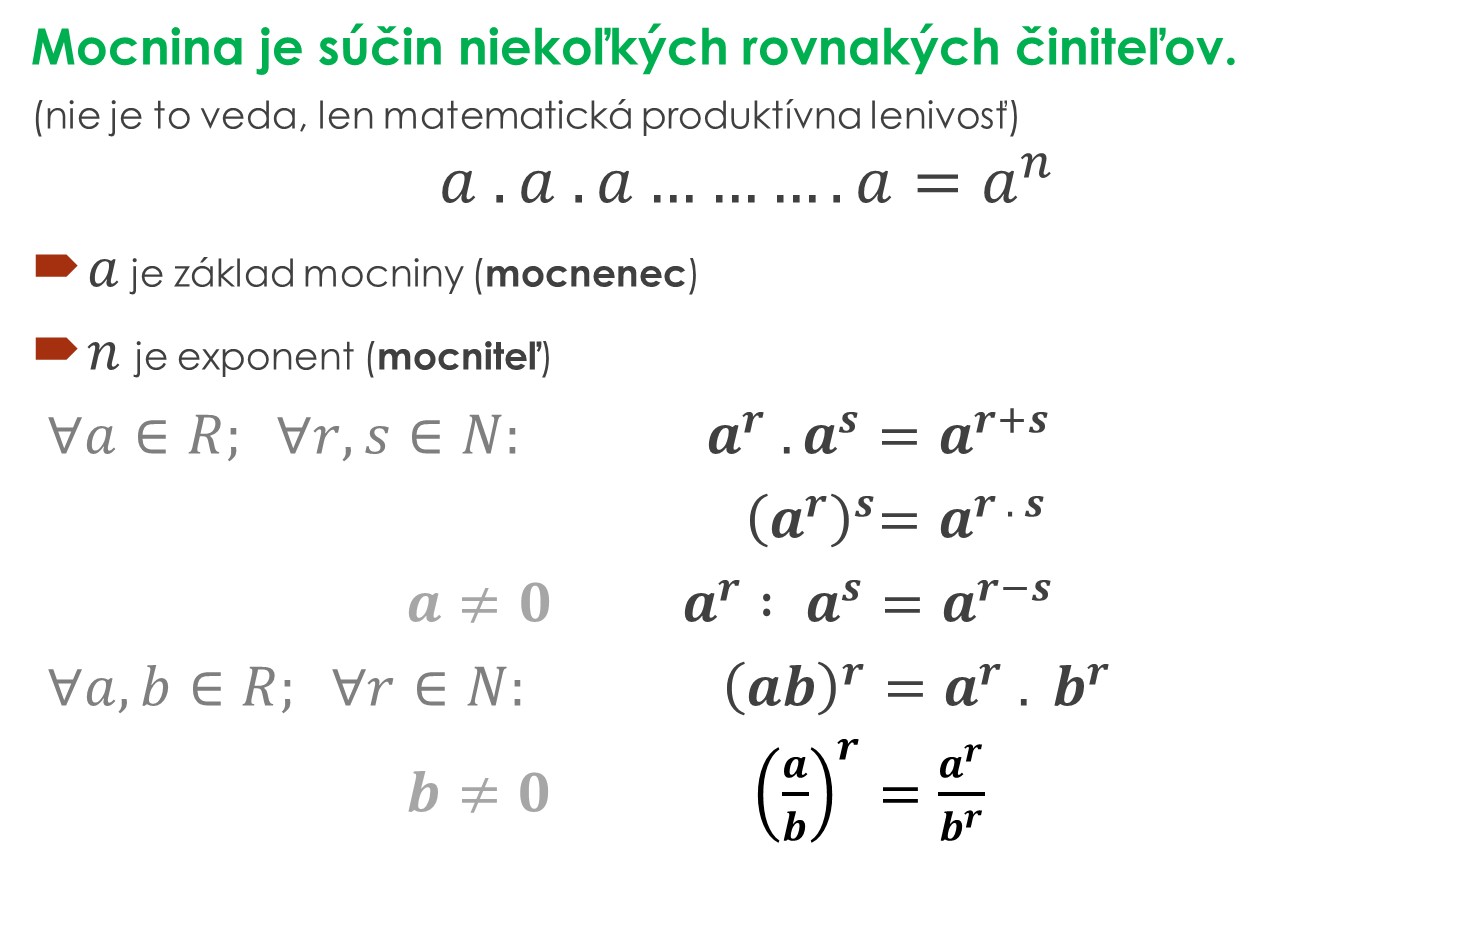 Mocnina je súčin niekoľkých rovnakých činiteľov.
(nie je to veda, len matematická produktívna lenivosť)
a . a . a … … … . a = aⁿ
a je základ mocniny (mocnenec)
n je exponent (mocniteľ)
∀a ∈ R; ∀r, s ∈ N: aʳ . aˢ = aʳ⁺ˢ
(aʳ)ˢ = a^(r . s)
a ≠ 0 aʳ : aˢ = aʳ⁻ˢ
∀a, b ∈ R; ∀r ∈ N: (ab)ʳ = aʳ . bʳ
b ≠ 0 (a/b)ʳ = aʳ/bʳ